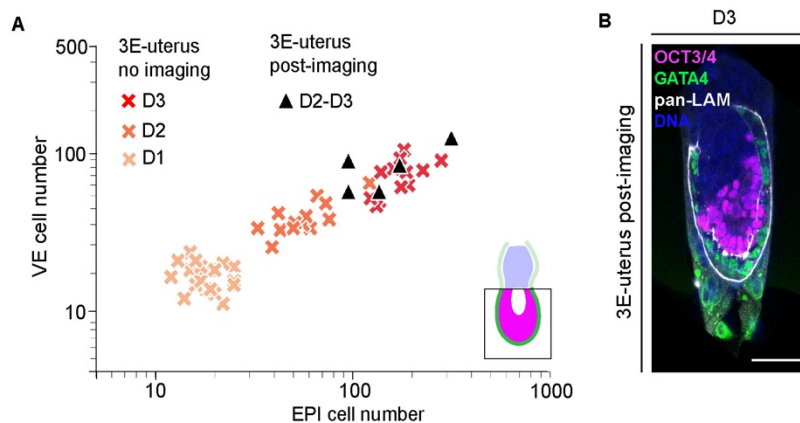 A
3E-uterus
no imaging
D3
D2
D1
3E-uterus
post-imaging
D2-D3
VE cell number
500
100
10
10
100
1000
EPI cell number
B
D3
3E-uterus post-imaging
OCT3/4
GATA4
pan-LAM
DNA